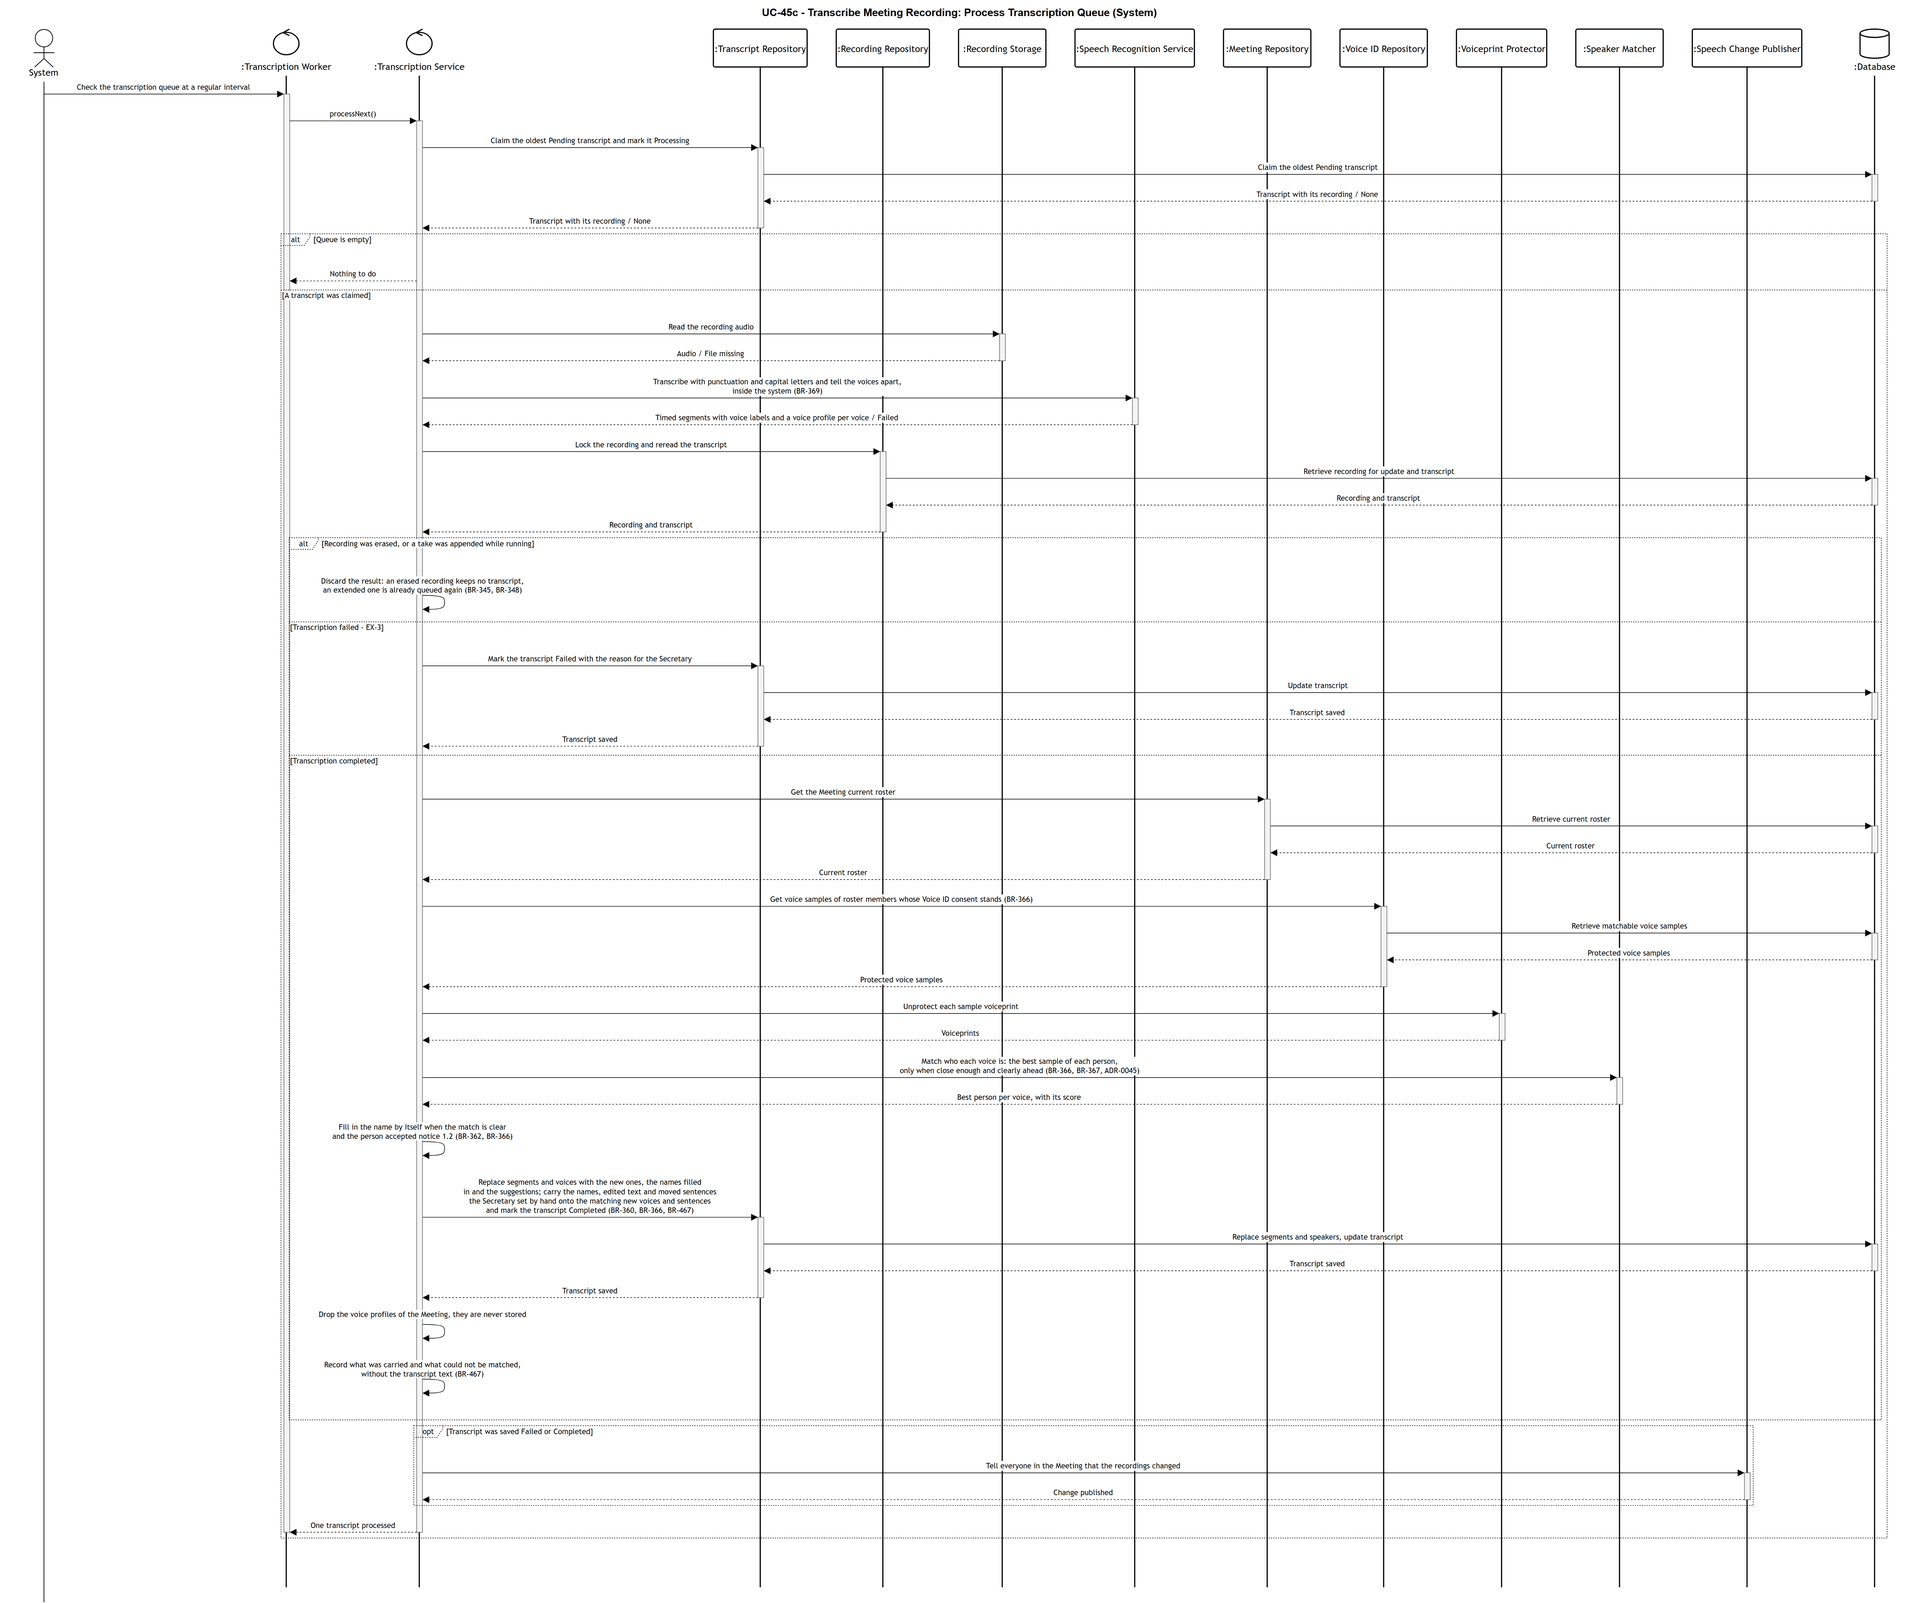 UC-45c - Transcribe Meeting Recording: Process Transcription Queue (System)
System
:Transcription Worker
:Transcription Service
:Transcript Repository
:Recording Repository
:Recording Storage
:Speech Recognition Service
:Meeting Repository
:Voice ID Repository
:Voiceprint Protector
:Speaker Matcher
:Speech Change Publisher
:Database
Check the transcription queue at a regular interval
processNext()
Claim the oldest Pending transcript and mark it Processing
Claim the oldest Pending transcript
Transcript with its recording / None
Transcript with its recording / None
alt
[Queue is empty]
Nothing to do
[A transcript was claimed]
Read the recording audio
Audio / File missing
Transcribe with punctuation and capital letters and tell the voices apart,
inside the system (BR-369)
Timed segments with voice labels and a voice profile per voice / Failed
Lock the recording and reread the transcript
Retrieve recording for update and transcript
Recording and transcript
Recording and transcript
alt
[Recording was erased, or a take was appended while running]
Discard the result: an erased recording keeps no transcript,
an extended one is already queued again (BR-345, BR-348)
[Transcription failed - EX-3]
Mark the transcript Failed with the reason for the Secretary
Update transcript
Transcript saved
Transcript saved
[Transcription completed]
Get the Meeting current roster
Retrieve current roster
Current roster
Current roster
Get voice samples of roster members whose Voice ID consent stands (BR-366)
Retrieve matchable voice samples
Protected voice samples
Protected voice samples
Unprotect each sample voiceprint
Voiceprints
Match who each voice is: the best sample of each person,
only when close enough and clearly ahead (BR-366, BR-367, ADR-0045)
Best person per voice, with its score
Fill in the name by itself when the match is clear
and the person accepted notice 1.2 (BR-362, BR-366)
Replace segments and voices with the new ones, the names filled
in and the suggestions; carry the names, edited text and moved sentences
the Secretary set by hand onto the matching new voices and sentences
and mark the transcript Completed (BR-360, BR-366, BR-467)
Replace segments and speakers, update transcript
Transcript saved
Transcript saved
Drop the voice profiles of the Meeting, they are never stored
Record what was carried and what could not be matched,
without the transcript text (BR-467)
opt
[Transcript was saved Failed or Completed]
Tell everyone in the Meeting that the recordings changed
Change published
One transcript processed